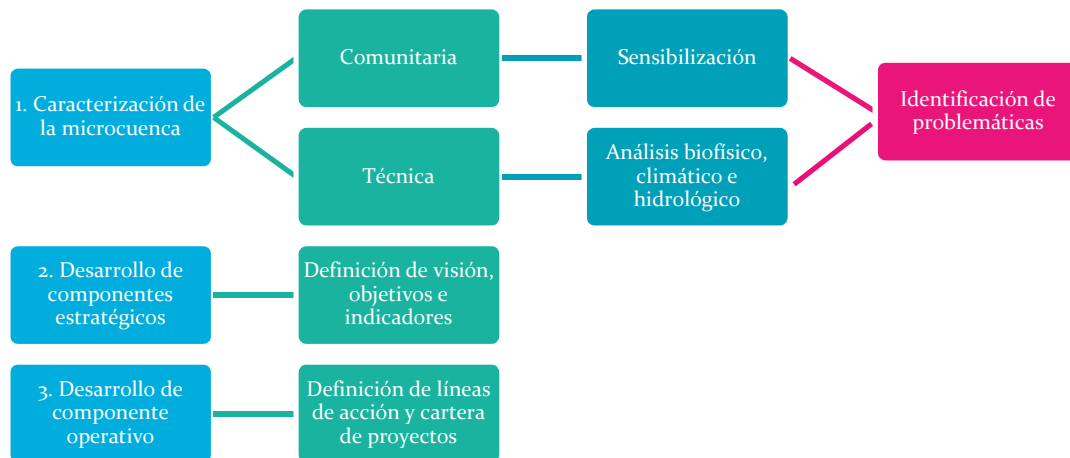 1. Caracterización de
la microcuenca
Comunitaria
Sensibilización
Técnica
Análisis biofísico,
climático e
hidrológico
Identificación de
problemáticas
2. Desarrollo de
componentes
estratégicos
Definición de visión,
objetivos e
indicadores
3. Desarrollo de
componente
operativo
Definición de líneas
de acción y cartera
de proyectos